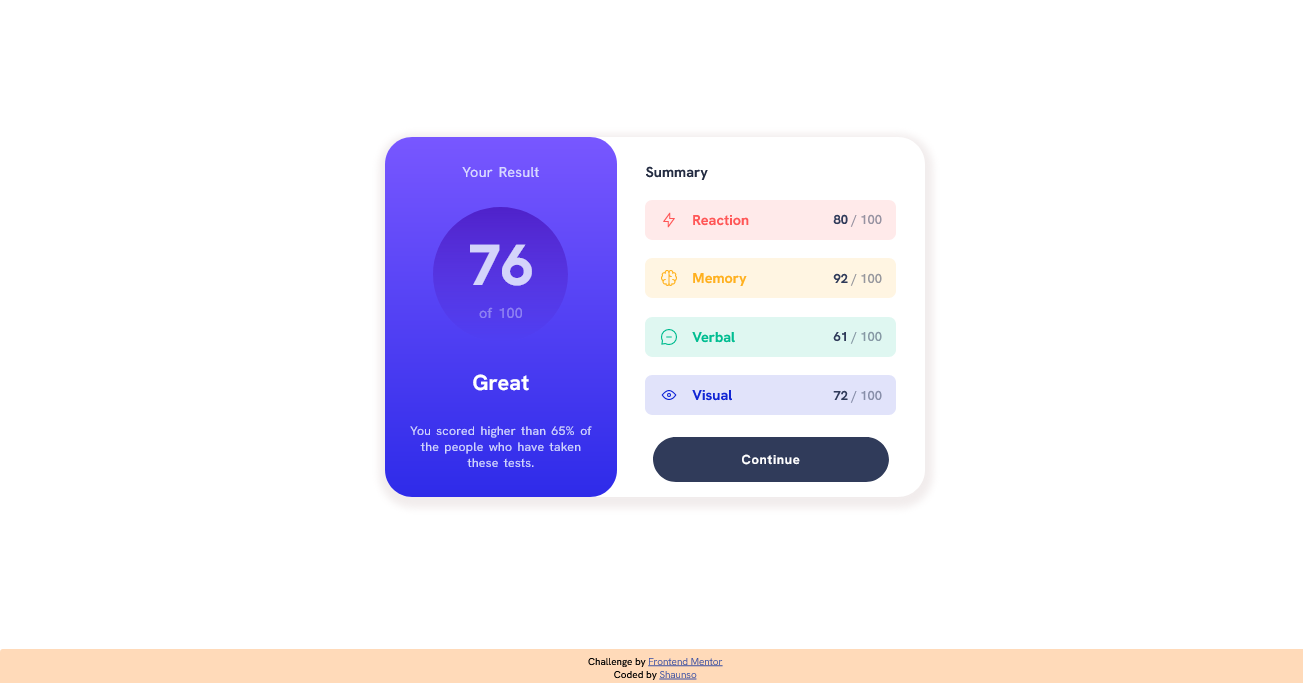 Your Result
76
of 100
Great
You scored higher than 65% of
the people who have taken
these tests.
Summary
Reaction 80 / 100
Memory 92 / 100
Verbal 61 / 100
Visual 72 / 100
Continue
Challenge by Frontend Mentor
Coded by Shaunso